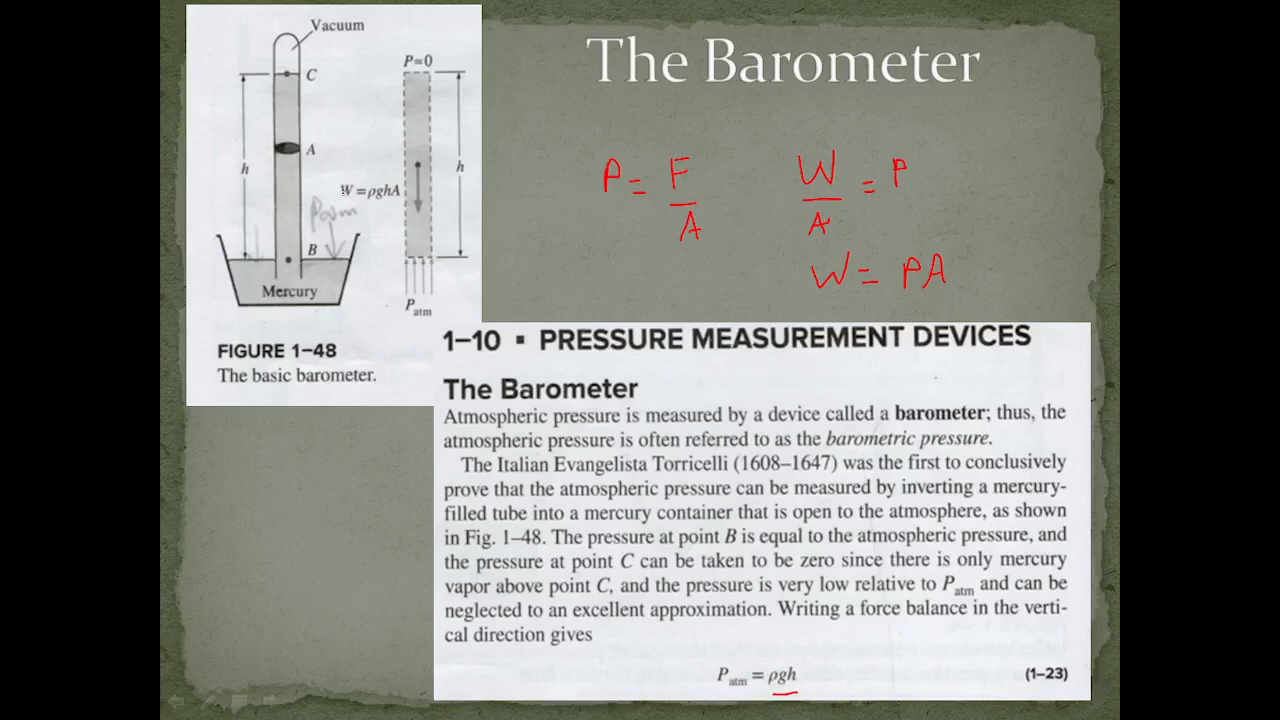 The Barometer
Vacuum
C
A
h
B
Mercury
P=0
h
W = ρghA
Patm
Patm
FIGURE 1–48
The basic barometer.
P = F/A
W/A = P
W = PA
1–10 ▪ PRESSURE MEASUREMENT DEVICES
The Barometer
Atmospheric pressure is measured by a device called a barometer; thus, the
atmospheric pressure is often referred to as the barometric pressure.
The Italian Evangelista Torricelli (1608–1647) was the first to conclusively
prove that the atmospheric pressure can be measured by inverting a mercury-
filled tube into a mercury container that is open to the atmosphere, as shown
in Fig. 1–48. The pressure at point B is equal to the atmospheric pressure, and
the pressure at point C can be taken to be zero since there is only mercury
vapor above point C, and the pressure is very low relative to Patm and can be
neglected to an excellent approximation. Writing a force balance in the verti-
cal direction gives
Patm = ρgh (1–23)